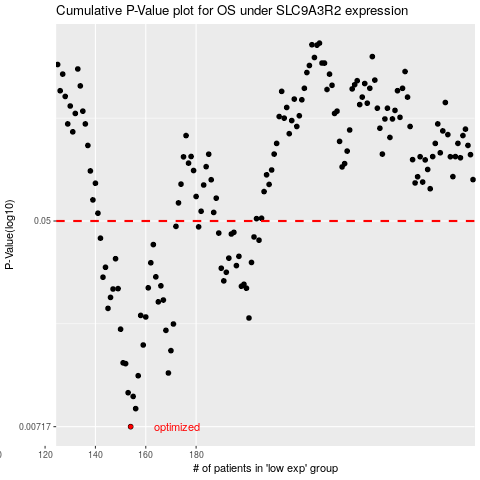 Cumulative P-Value plot for OS under SLC9A3R2 expression
P-Value(log10)
0.05
0.00717
optimized
0 120 140 160 180
# of patients in 'low exp' group